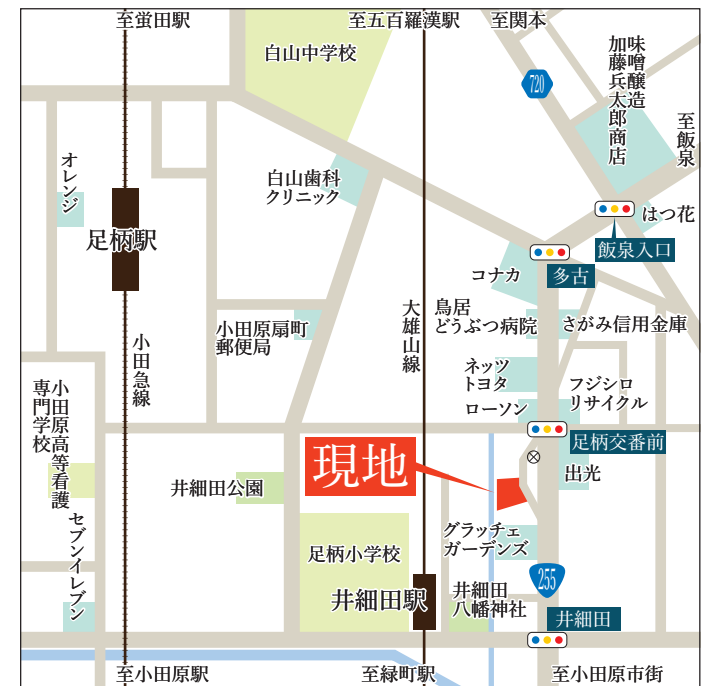 至蛍田駅
至五百羅漢駅
至関本
白山中学校
720
味噌醸造
加藤兵太郎商店
至飯泉
オレンジ
白山歯科
クリニック
はつ花
飯泉入口
足柄駅
コナカ
多古
大雄山線
鳥居
どうぶつ病院
さがみ信用金庫
小田原扇町
郵便局
小田急線
ネッツ
トヨタ
フジシロ
リサイクル
ローソン
小田原高等看護
専門学校
足柄交番前
現地
出光
井細田公園
セブンイレブン
グラッチェ
ガーデンズ
足柄小学校
255
井細田駅
井細田
八幡神社
井細田
至小田原駅
至緑町駅
至小田原市街